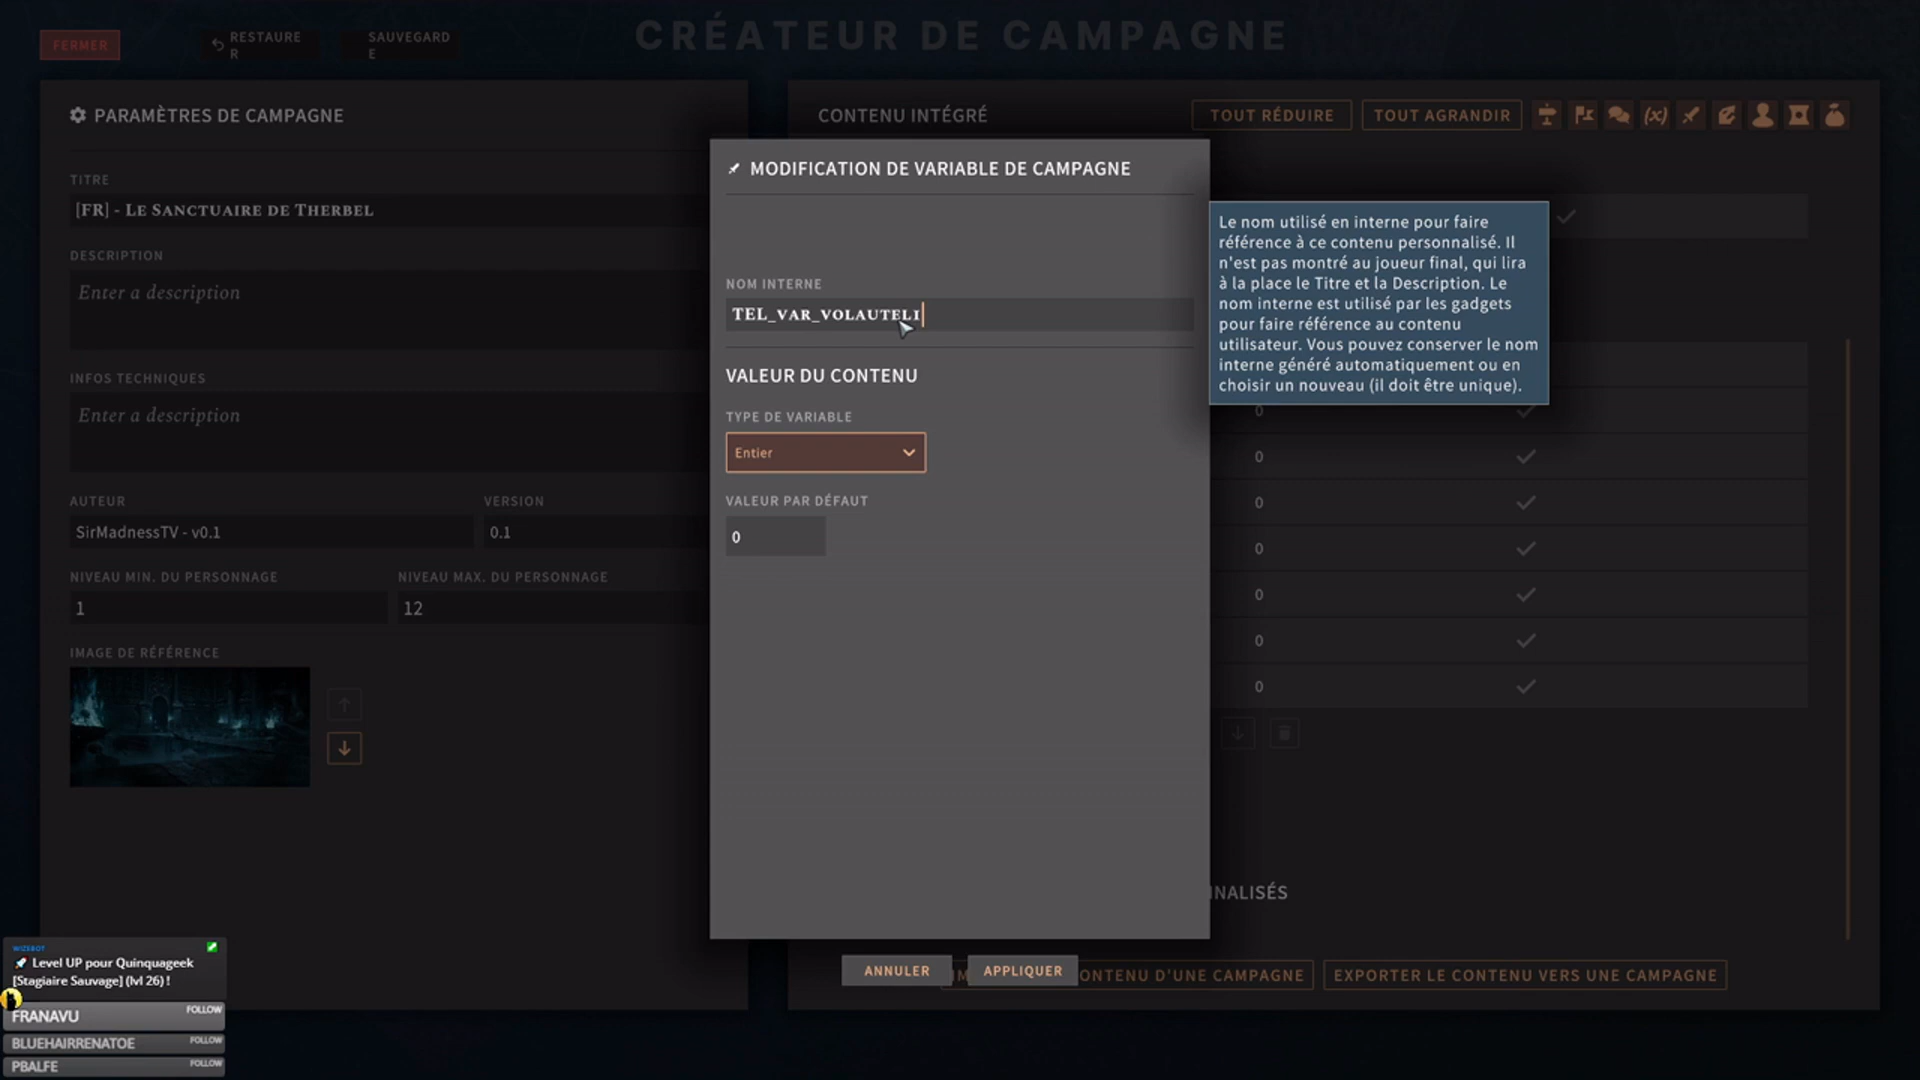 CRÉATEUR DE CAMPAGNE
FERMER
RESTAURE
R
SAUVEGARD
E
PARAMÈTRES DE CAMPAGNE
TITRE
[FR] - Le Sanctuaire de Therbel
DESCRIPTION
Enter a description
INFOS TECHNIQUES
Enter a description
AUTEUR
VERSION
SirMadnessTV - v0.1
0.1
NIVEAU MIN. DU PERSONNAGE
NIVEAU MAX. DU PERSONNAGE
1
12
IMAGE DE RÉFÉRENCE
CONTENU INTÉGRÉ
TOUT RÉDUIRE
TOUT AGRANDIR
(x)
MODIFICATION DE VARIABLE DE CAMPAGNE
NOM INTERNE
TEL_var_volauteli
VALEUR DU CONTENU
TYPE DE VARIABLE
Entier
VALEUR PAR DÉFAUT
0
Le nom utilisé en interne pour faire
référence à ce contenu personnalisé. Il
n'est pas montré au joueur final, qui lira
à la place le Titre et la Description. Le
nom interne est utilisé par les gadgets
pour faire référence au contenu
utilisateur. Vous pouvez conserver le nom
interne généré automatiquement ou en
choisir un nouveau (il doit être unique).
0
0
0
0
0
0
0
NALISÉS
ANNULER
APPLIQUER
ONTENU D'UNE CAMPAGNE
EXPORTER LE CONTENU VERS UNE CAMPAGNE
WIZEBOT
Level UP pour Quinquageek
[Stagiaire Sauvage] (lvl 26) !
FRANAVU
FOLLOW
BLUEHAIRRENATOE
FOLLOW
PBALFE
FOLLOW